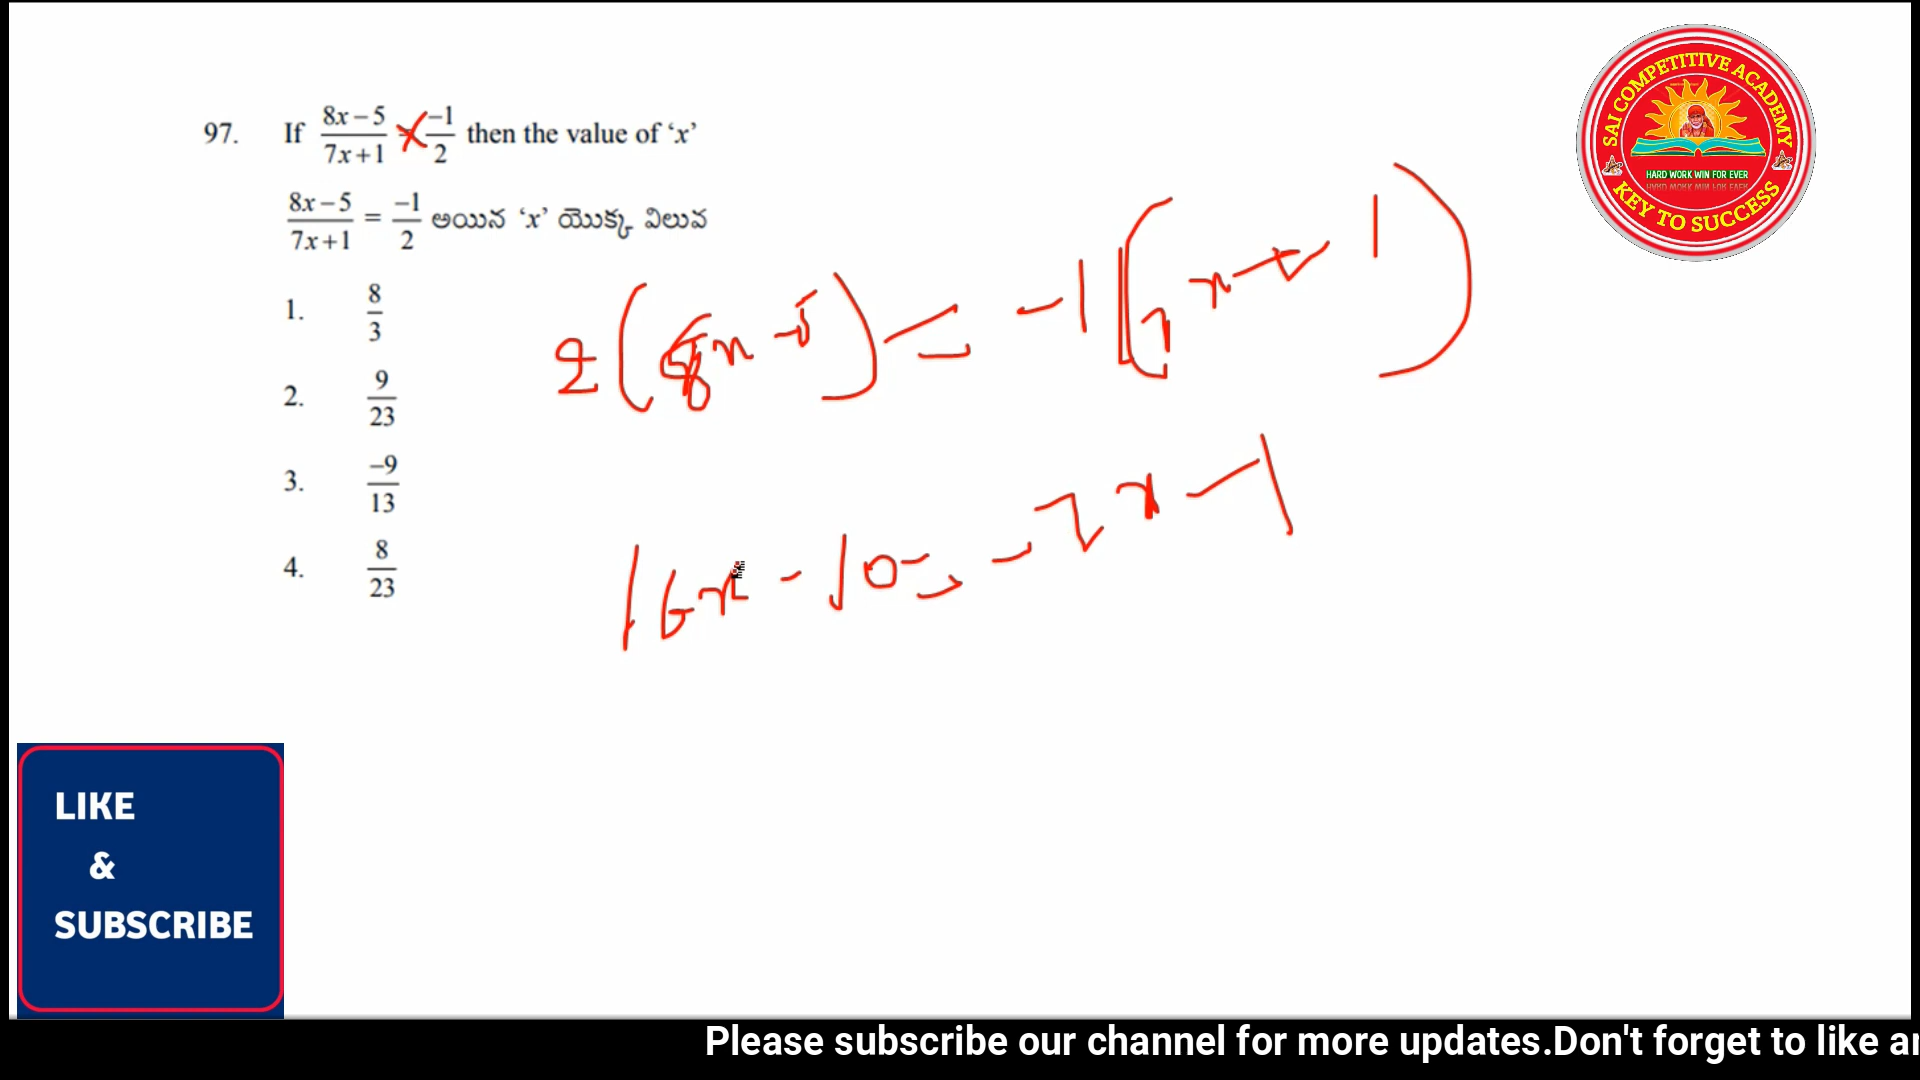 SAI COMPETITIVE ACADEMY
HARD WORK WIN FOR EVER
KEY TO SUCCESS
97. If (8x – 5)/(7x + 1) = –1/2 then the value of ‘x’
(8x – 5)/(7x + 1) = –1/2 అయిన ‘x’ యొక్క విలువ
1. 8/3
2. 9/23
3. –9/13
4. 8/23
2(8x - 5) = -1(7x + 1)
16x - 10 = -7x - 1
LIKE
&
SUBSCRIBE
Please subscribe our channel for more updates.Don't forget to like